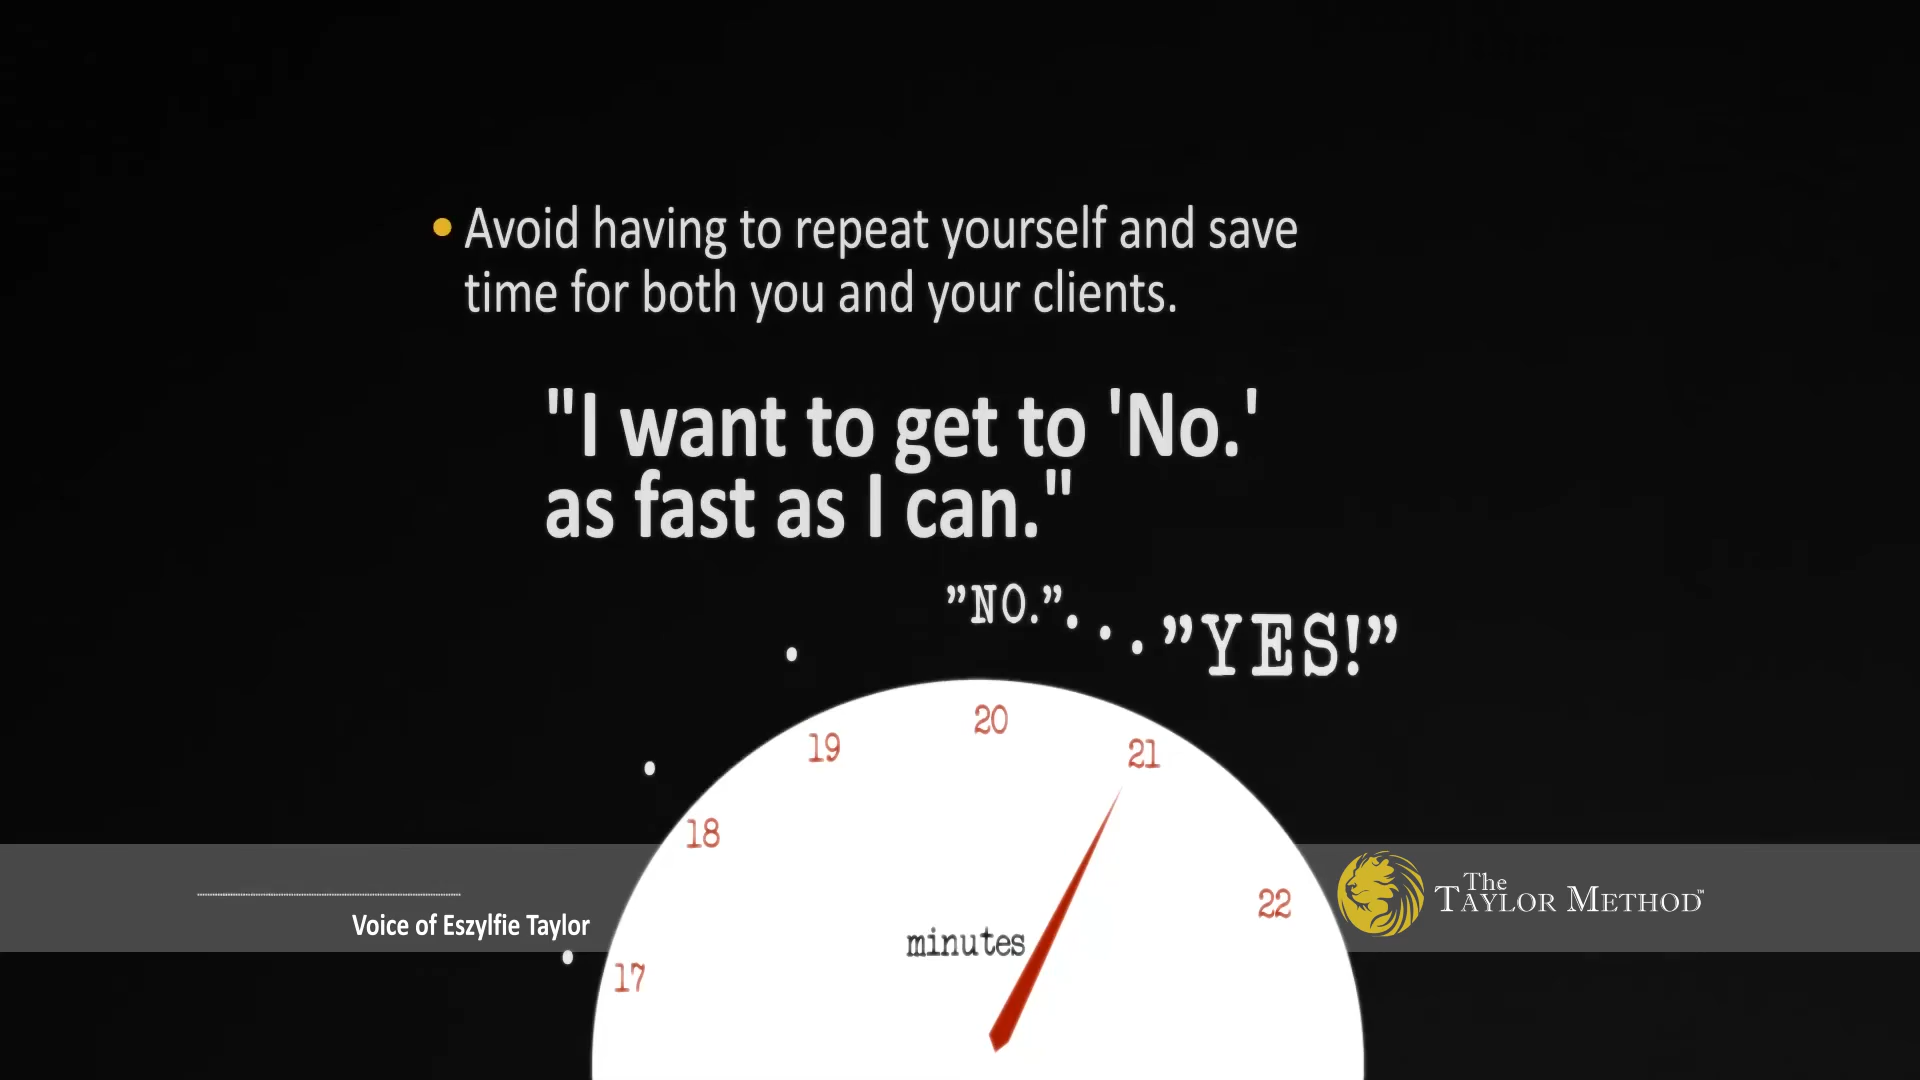 • Avoid having to repeat yourself and save
time for both you and your clients.
"I want to get to 'No.'
as fast as I can."
”NO.”...”YES!”
20
19
21
18
22
17
minutes
Voice of Eszylfie Taylor
The
TAYLOR METHOD™